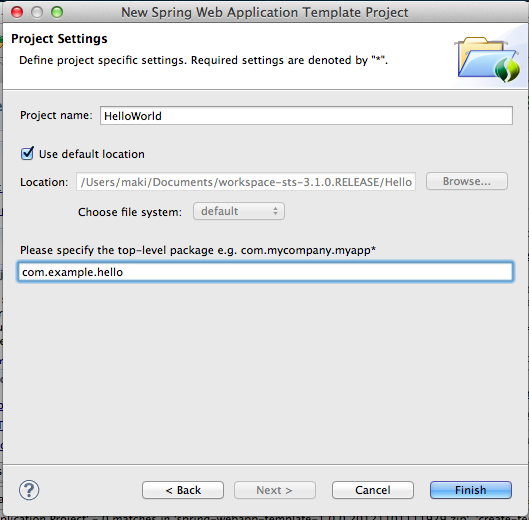 New Spring Web Application Template Project
Project Settings
Define project specific settings. Required settings are denoted by "*".
Project name: HelloWorld
Use default location
Location: /Users/maki/Documents/workspace-sts-3.1.0.RELEASE/Hello Browse...
Choose file system: default
Please specify the top-level package e.g. com.mycompany.myapp*
com.example.hello
? < Back Next > Cancel Finish